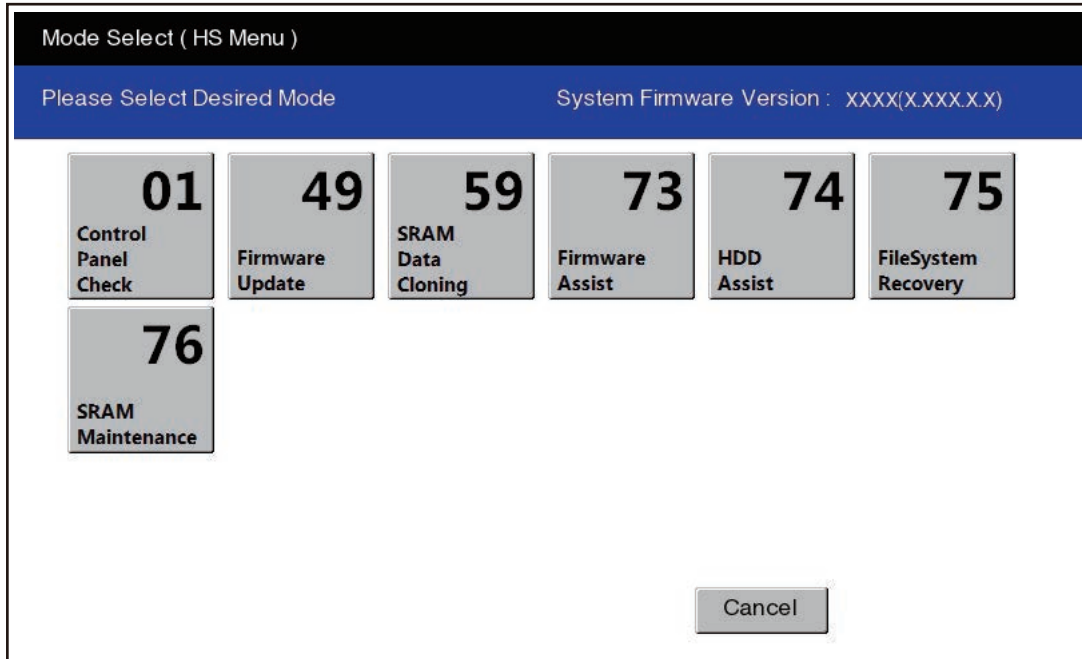 Mode Select ( HS Menu )
Please Select Desired Mode
System Firmware Version : XXXX(X.XXX.X.X)
01
Control
Panel
Check
49
Firmware
Update
59
SRAM
Data
Cloning
73
Firmware
Assist
74
HDD
Assist
75
FileSystem
Recovery
76
SRAM
Maintenance
Cancel